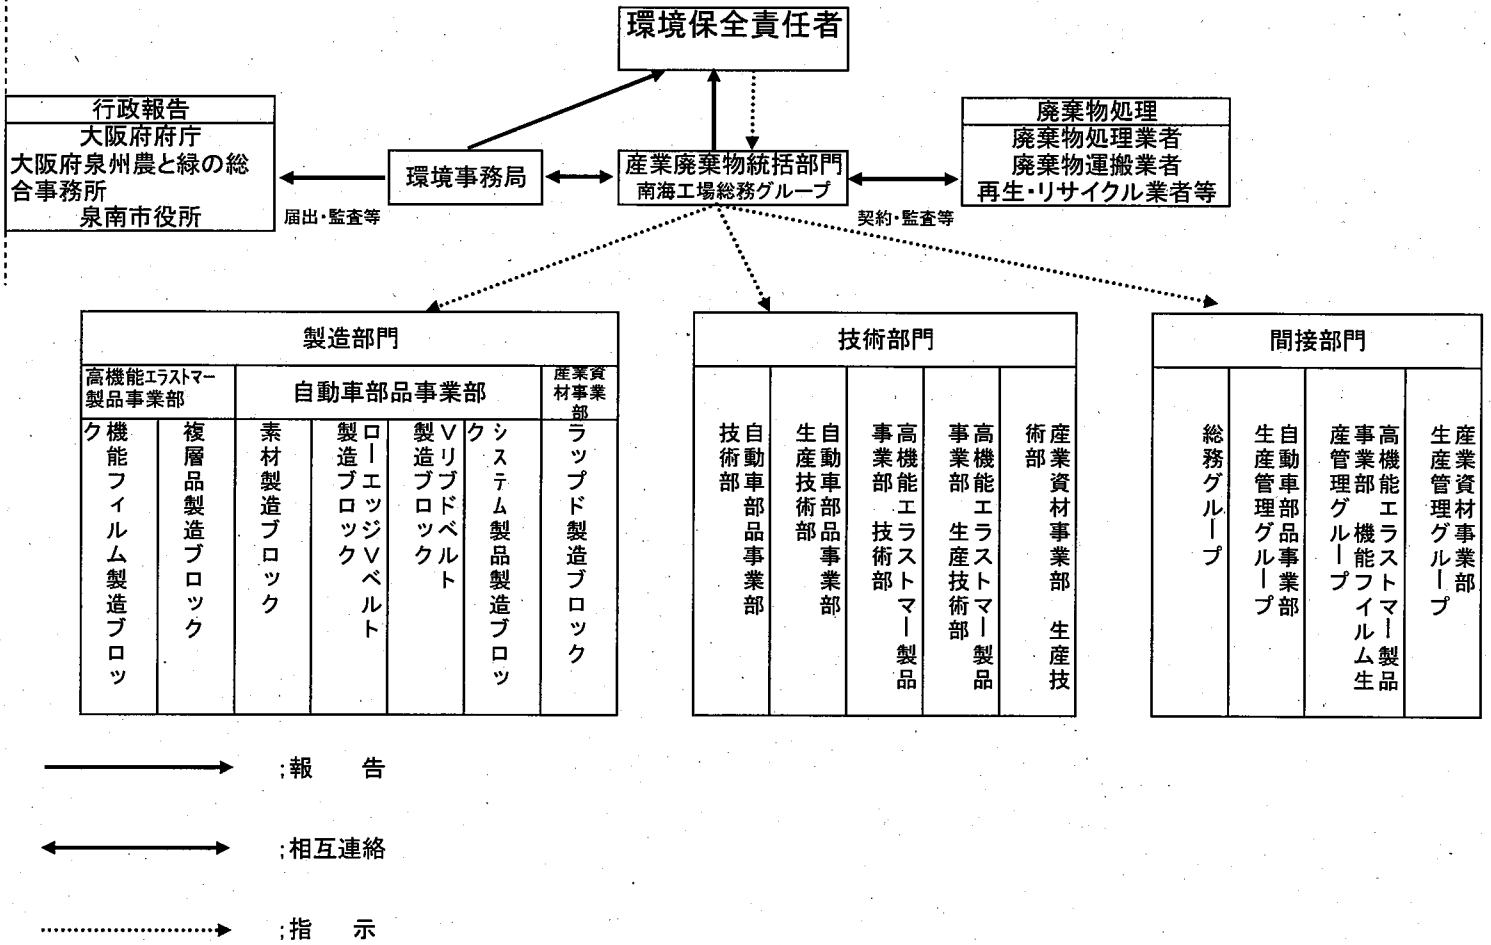 環境保全責任者
行政報告
大阪府府庁
大阪府泉州農と緑の総
合事務所
泉南市役所
届出・監査等
環境事務局
産業廃棄物統括部門
南海工場総務グループ
契約・監査等
廃棄物処理
廃棄物処理業者
廃棄物運搬業者
再生・リサイクル業者等
製造部門
高機能エラストマー
製品事業部
自動車部品事業部
産業資
材事業
部
機能フィルム製造ブロッ
ク
複層品製造ブロック
素材製造ブロック
ローエッジVベルト
製造ブロック
Vリブドベルト
製造ブロック
システム製品製造ブロッ
ク
ラップド製造ブロック
技術部門
自動車部品事業部
技術部
自動車部品事業部
生産技術部
高機能エラストマー製品
事業部 技術部
高機能エラストマー製品
事業部 生産技術部
産業資材事業部 生産技
術部
間接部門
総務グループ
自動車部品事業部
生産管理グループ
高機能エラストマー製品
事業部 機能フイルム生
産管理グループ
産業資材事業部
生産管理グループ
;報 告
;相互連絡
;指 示